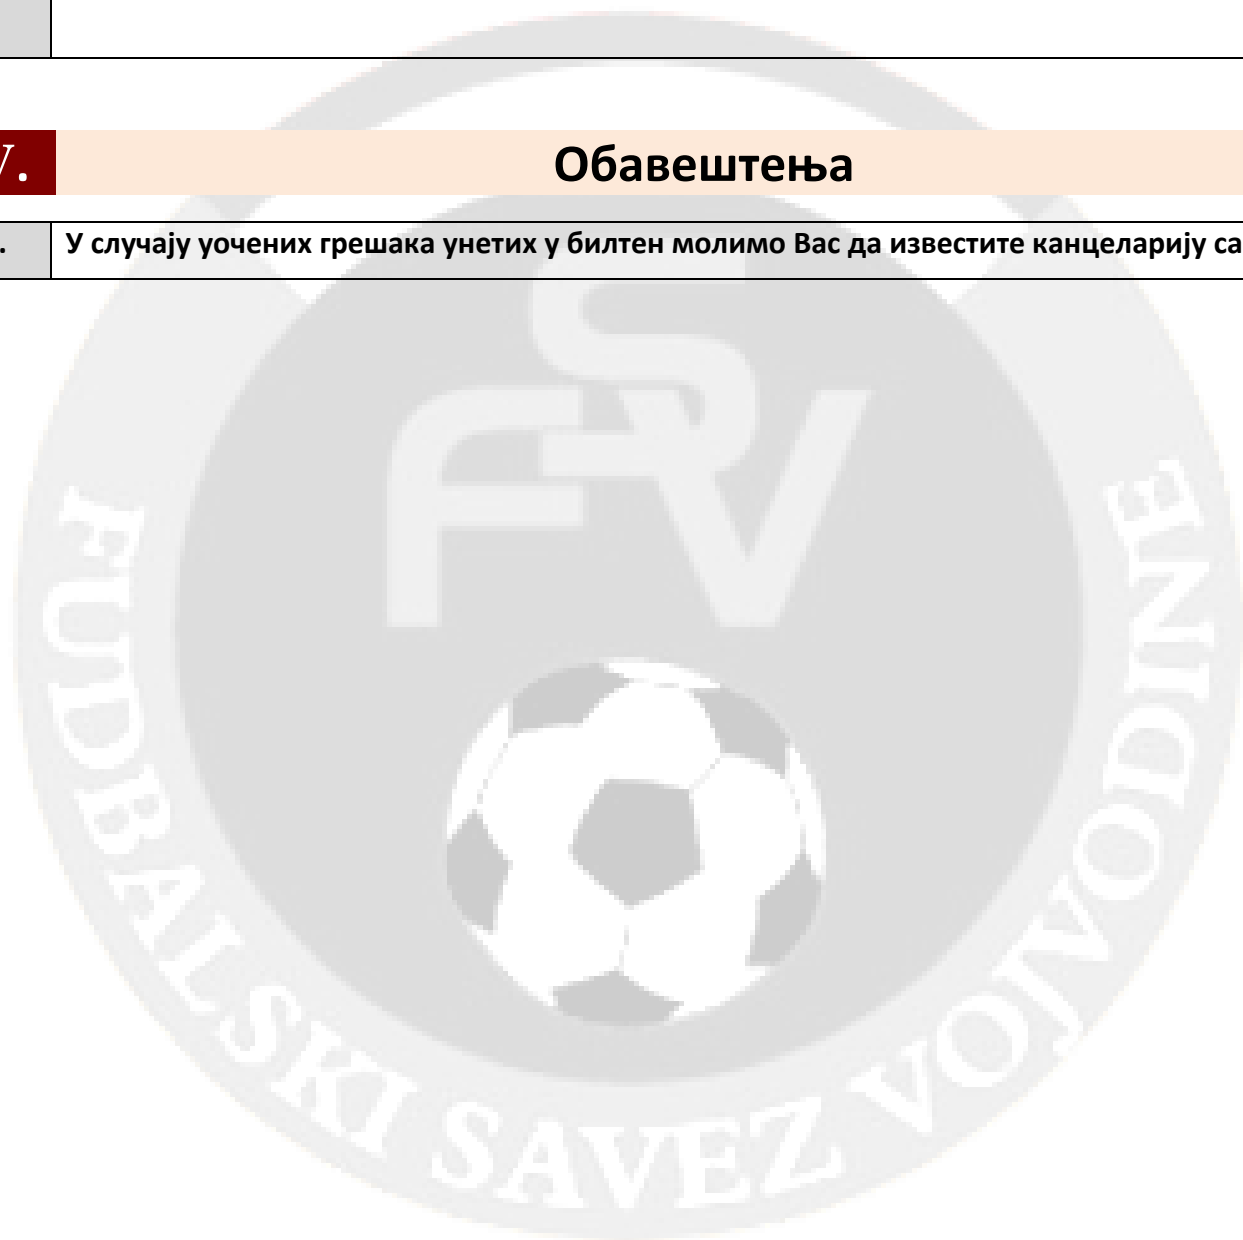 V. Обавештења
. У случају уочених грешака унетих у билтен молимо Вас да известите канцеларију са
FSV
FUDBALSKI SAVEZ VOJVODINE